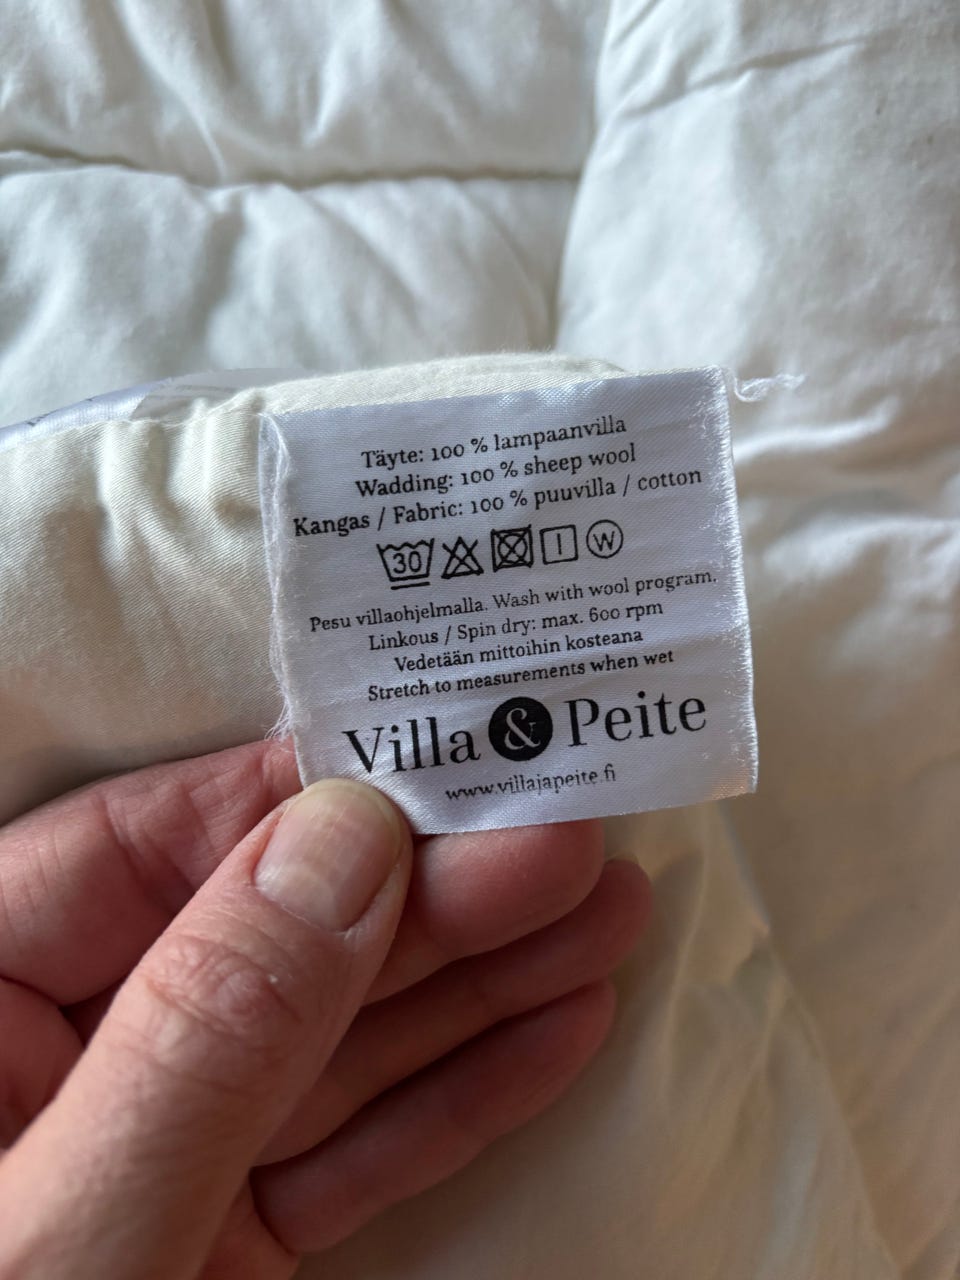 Täyte: 100 % lampaanvilla
Wadding: 100 % sheep wool
Kangas / Fabric: 100 % puuvilla / cotton
30 W
Pesu villaohjelmalla. Wash with wool program.
Linkous / Spin dry: max. 600 rpm
Vedetään mittoihin kosteana
Stretch to measurements when wet
Villa & Peite
www.villajapeite.fi